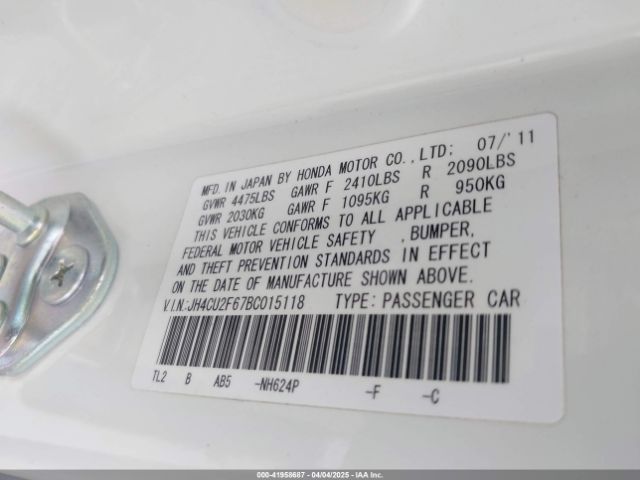 MFD. IN JAPAN BY HONDA MOTOR CO., LTD: 07/'11
GVWR 4475LBS GAWR F 2410LBS R 2090LBS
GVWR 2030KG GAWR F 1095KG R 950KG
THIS VEHICLE CONFORMS TO ALL APPLICABLE
FEDERAL MOTOR VEHICLE SAFETY , BUMPER,
AND THEFT PREVENTION STANDARDS IN EFFECT
ON THE DATE OF MANUFACTURE SHOWN ABOVE.
V.I.N.:JH4CU2F67BC015118 TYPE: PASSENGER CAR
TL2 B AB5 -NH624P -F -C
000-41958687 - 04/04/2025 - IAA Inc.